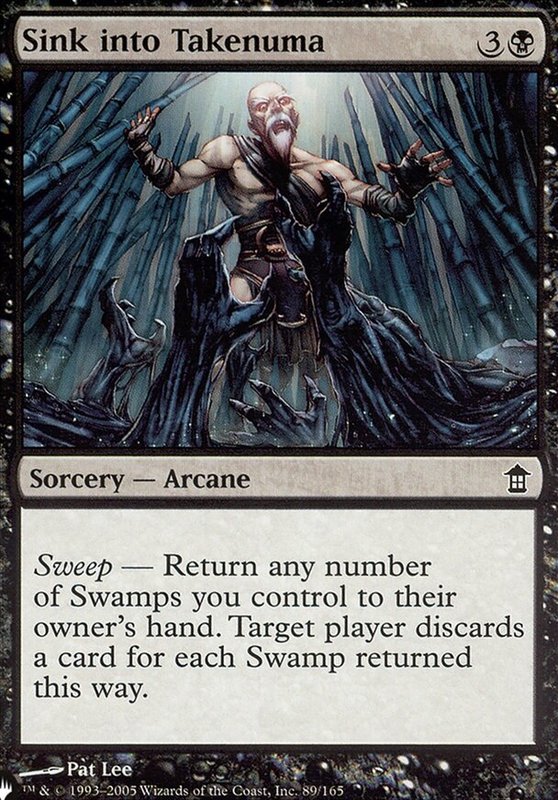 Sink into Takenuma 3
Sorcery — Arcane
Sweep — Return any number
of Swamps you control to their
owner's hand. Target player discards
a card for each Swamp returned
this way.
Pat Lee
™ & © 1993–2005 Wizards of the Coast, Inc. 89/165